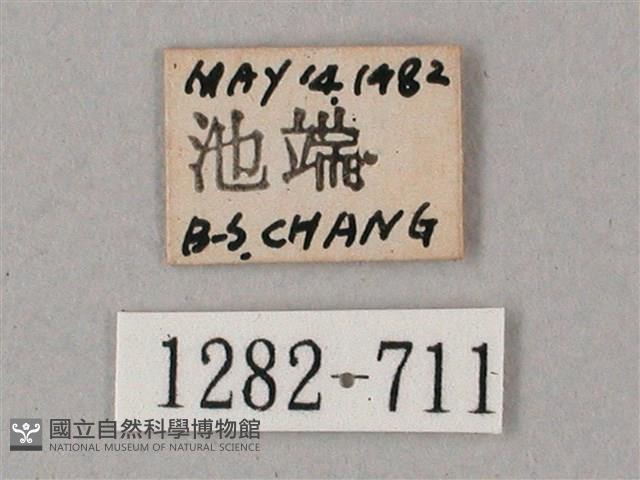 MAY 14. 1982
池端
B-S. CHANG
1282-711
國立自然科學博物館
NATIONAL MUSEUM OF NATURAL SCIENCE